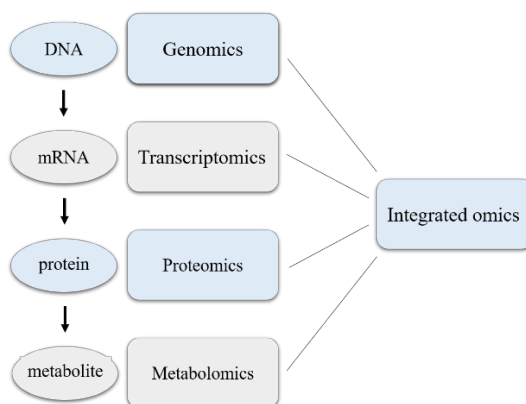 DNA
Genomics
mRNA
Transcriptomics
Integrated omics
protein
Proteomics
metabolite
Metabolomics